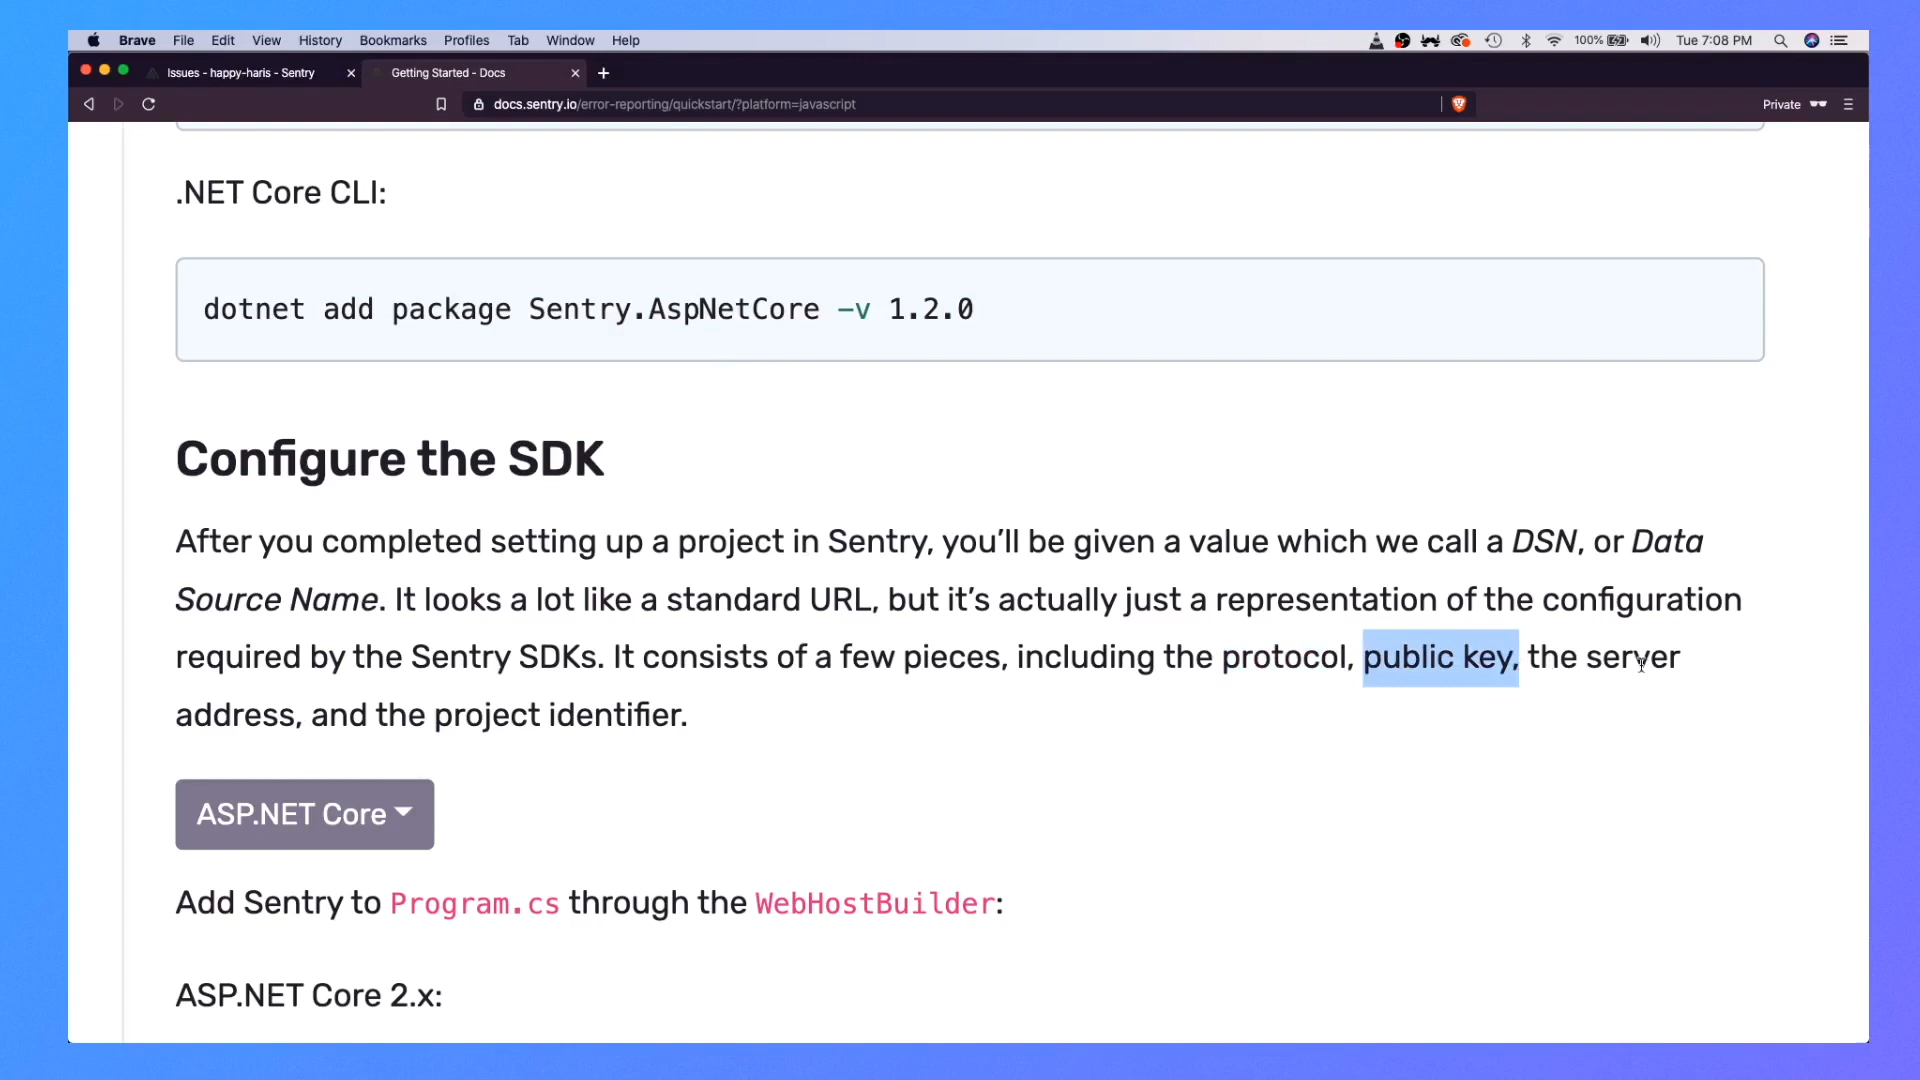 Brave File Edit View History Bookmarks Profiles Tab Window Help 100% Tue 7:08 PM
Issues - happy-haris - Sentry Getting Started - Docs
docs.sentry.io/error-reporting/quickstart/?platform=javascript Private
.NET Core CLI:
dotnet add package Sentry.AspNetCore -v 1.2.0
Configure the SDK
After you completed setting up a project in Sentry, you’ll be given a value which we call a DSN, or Data
Source Name. It looks a lot like a standard URL, but it’s actually just a representation of the configuration
required by the Sentry SDKs. It consists of a few pieces, including the protocol, public key, the server
address, and the project identifier.
ASP.NET Core
Add Sentry to Program.cs through the WebHostBuilder:
ASP.NET Core 2.x: